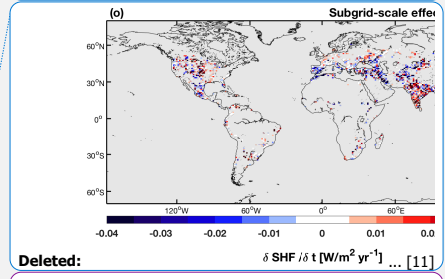 (o) Subgrid-scale effe
60°N
30°N
0°
30°S
60°S
120°W 60°W 0° 60°E
-0.04 -0.03 -0.02 -0.01 0 0.01 0.0
Deleted: δ SHF /δ t [W/m² yr⁻¹] ... [11]